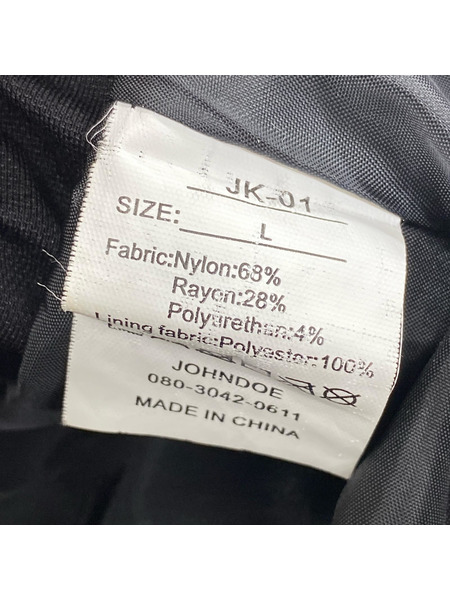 JK-01
SIZE: L
Fabric:Nylon:68%
Rayon:28%
Polyurethan:4%
Lining fabric:Polyester:100%
JOHNDOE
080-3042-0611
MADE IN CHINA